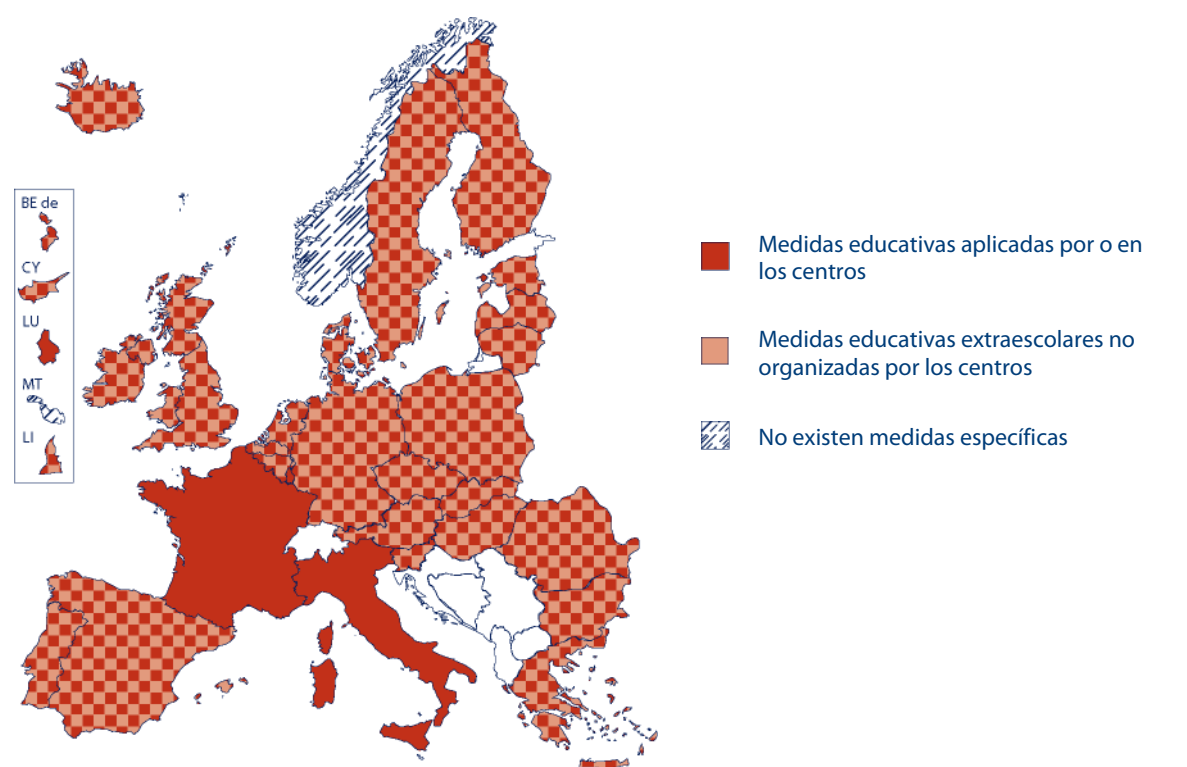 BE de
CY
LU
MT
LI
Medidas educativas aplicadas por o en
los centros
Medidas educativas extraescolares no
organizadas por los centros
No existen medidas específicas